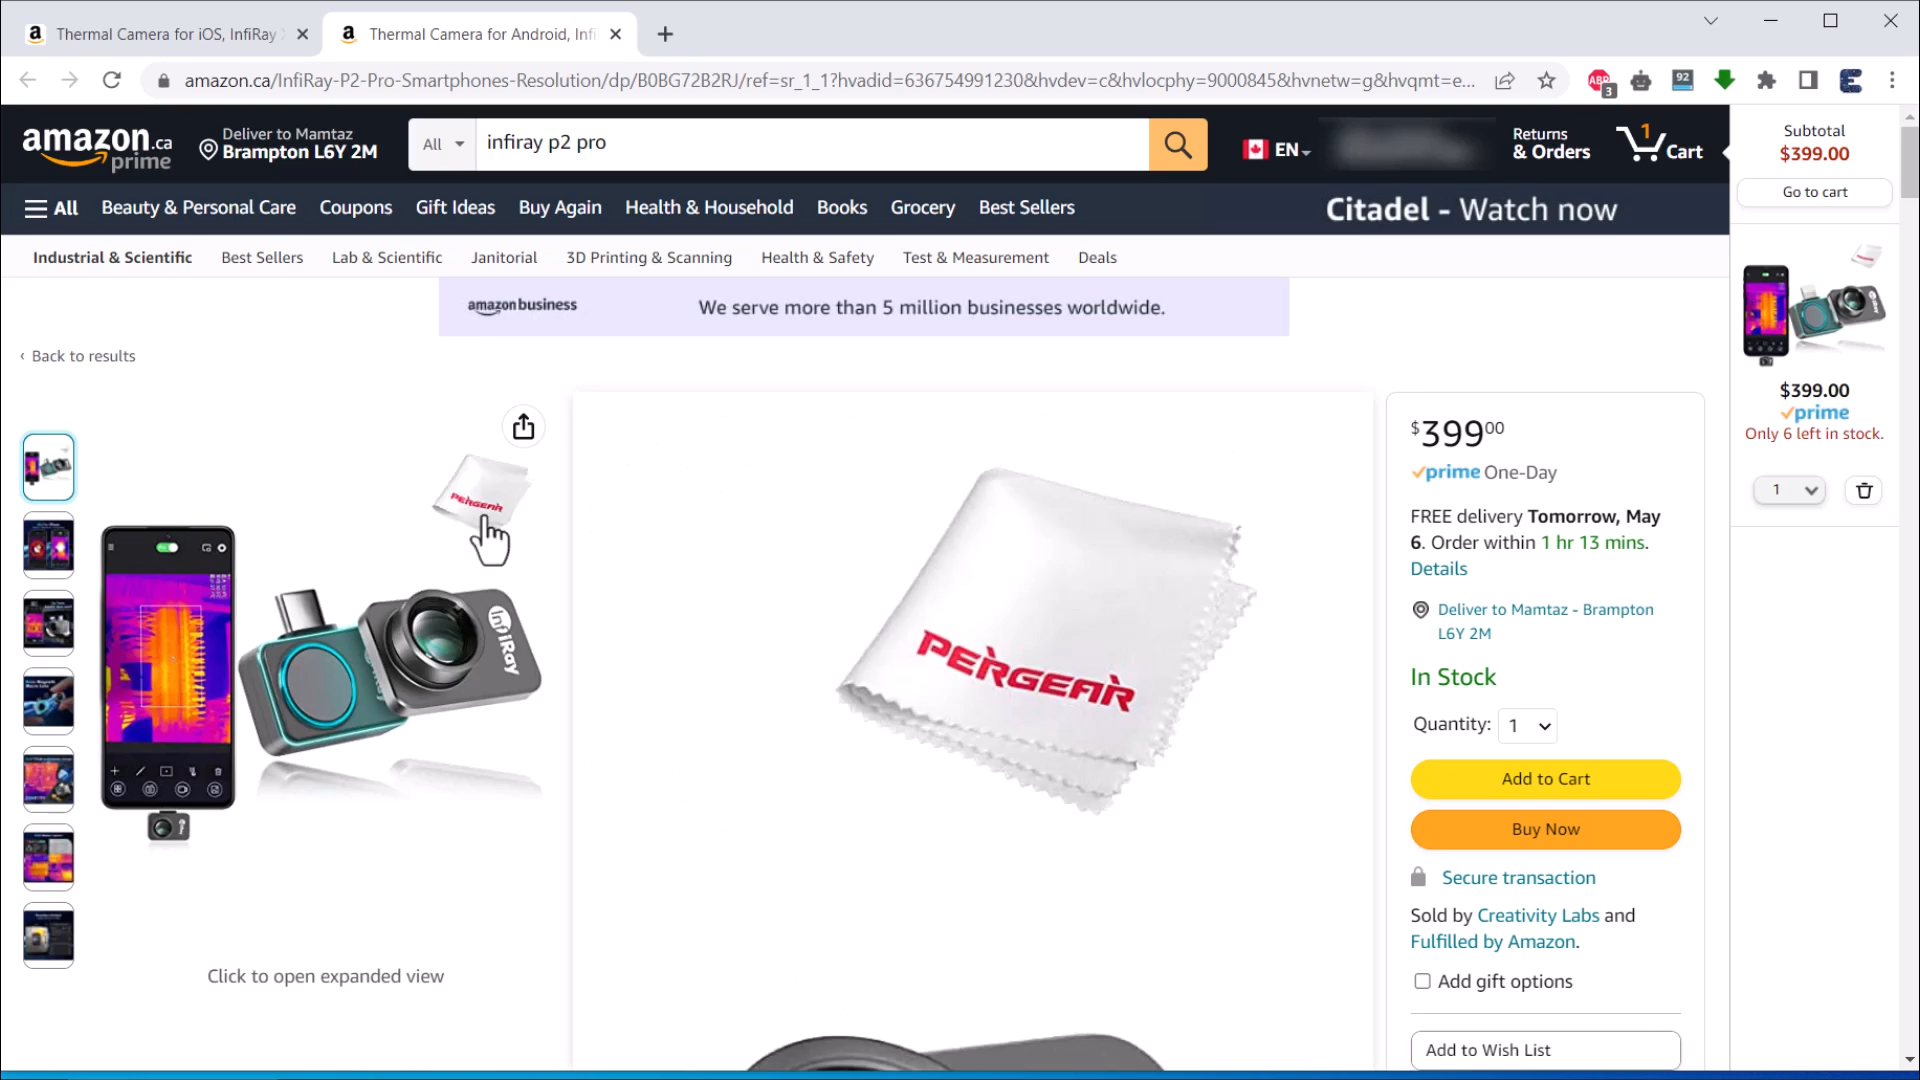 Thermal Camera for iOS, InfiRay
Thermal Camera for Android, Infi
amazon.ca/InfiRay-P2-Pro-Smartphones-Resolution/dp/B0BG72B2RJ/ref=sr_1_1?hvadid=636754991230&hvdev=c&hvlocphy=9000845&hvnetw=g&hvqmt=e...
ABP
3
92
amazon.ca
prime
Deliver to Mamtaz
Brampton L6Y 2M
All
infiray p2 pro
EN
Returns
& Orders
1
Cart
Subtotal
$399.00
Go to cart
All
Beauty & Personal Care
Coupons
Gift Ideas
Buy Again
Health & Household
Books
Grocery
Best Sellers
Citadel - Watch now
Industrial & Scientific
Best Sellers
Lab & Scientific
Janitorial
3D Printing & Scanning
Health & Safety
Test & Measurement
Deals
amazon business
We serve more than 5 million businesses worldwide.
‹ Back to results
PERGEAR
InfiRay
Click to open expanded view
PERGEAR
$39900
prime One-Day
FREE delivery Tomorrow, May
6. Order within 1 hr 13 mins.
Details
Deliver to Mamtaz - Brampton
L6Y 2M
In Stock
Quantity: 1
Add to Cart
Buy Now
Secure transaction
Sold by Creativity Labs and
Fulfilled by Amazon.
Add gift options
Add to Wish List
$399.00
prime
Only 6 left in stock.
1